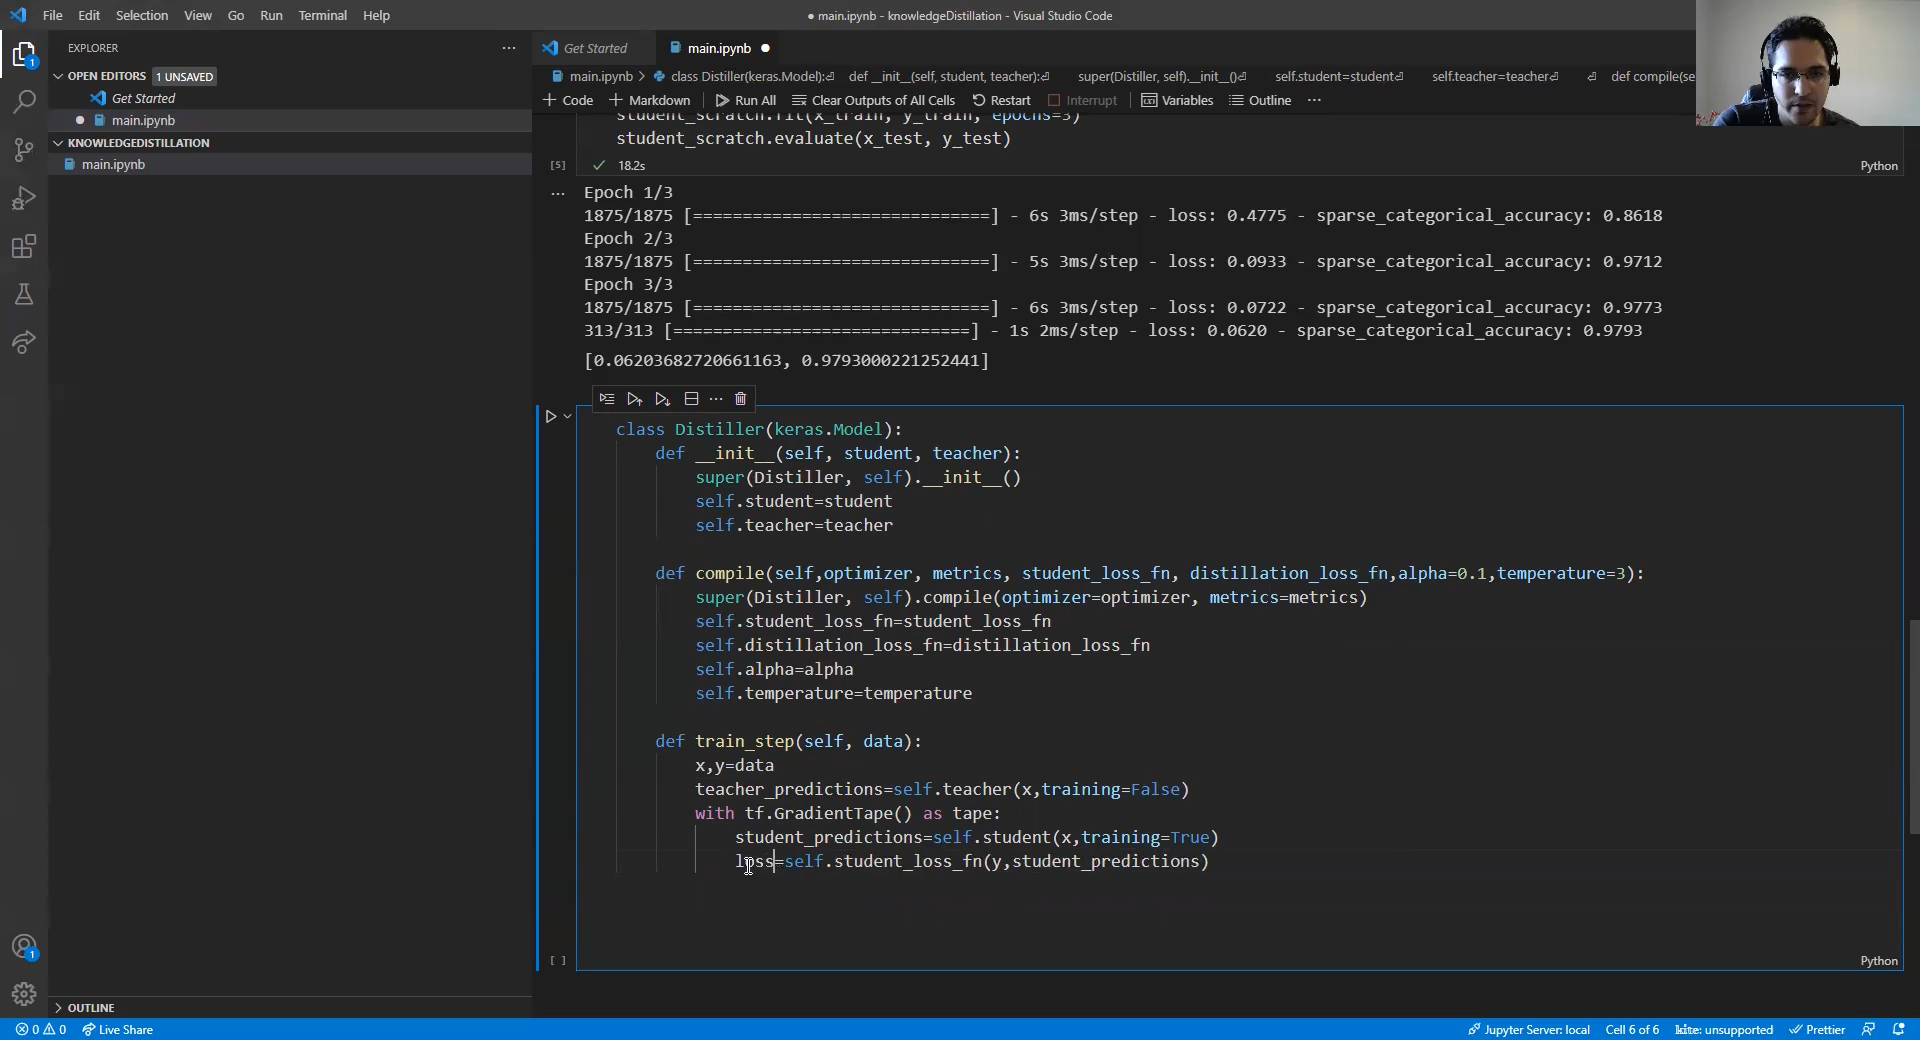 File Edit Selection View Go Run Terminal Help
● main.ipynb - knowledgeDistillation - Visual Studio Code
EXPLORER
OPEN EDITORS 1 UNSAVED
Get Started
main.ipynb
KNOWLEDGEDISTILLATION
main.ipynb
OUTLINE
Get Started
main.ipynb
main.ipynb > class Distiller(keras.Model): def __init__(self, student, teacher): super(Distiller, self).__init__() self.student=student self.teacher=teacher def compile(se
+ Code + Markdown Run All Clear Outputs of All Cells Restart Interrupt Variables Outline ...
student_scratch.fit(x_train, y_train, epochs=3)
student_scratch.evaluate(x_test, y_test)
[5] 18.2s Python
Epoch 1/3
1875/1875 [==============================] - 6s 3ms/step - loss: 0.4775 - sparse_categorical_accuracy: 0.8618
Epoch 2/3
1875/1875 [==============================] - 5s 3ms/step - loss: 0.0933 - sparse_categorical_accuracy: 0.9712
Epoch 3/3
1875/1875 [==============================] - 6s 3ms/step - loss: 0.0722 - sparse_categorical_accuracy: 0.9773
313/313 [==============================] - 1s 2ms/step - loss: 0.0620 - sparse_categorical_accuracy: 0.9793
[0.06203682720661163, 0.9793000221252441]
class Distiller(keras.Model):
    def __init__(self, student, teacher):
        super(Distiller, self).__init__()
        self.student=student
        self.teacher=teacher
    def compile(self,optimizer, metrics, student_loss_fn, distillation_loss_fn,alpha=0.1,temperature=3):
        super(Distiller, self).compile(optimizer=optimizer, metrics=metrics)
        self.student_loss_fn=student_loss_fn
        self.distillation_loss_fn=distillation_loss_fn
        self.alpha=alpha
        self.temperature=temperature
    def train_step(self, data):
        x,y=data
        teacher_predictions=self.teacher(x,training=False)
        with tf.GradientTape() as tape:
            student_predictions=self.student(x,training=True)
            loss=self.student_loss_fn(y,student_predictions)
[ ] Python
1
1
0 0 Live Share Jupyter Server: local Cell 6 of 6 kite: unsupported Prettier